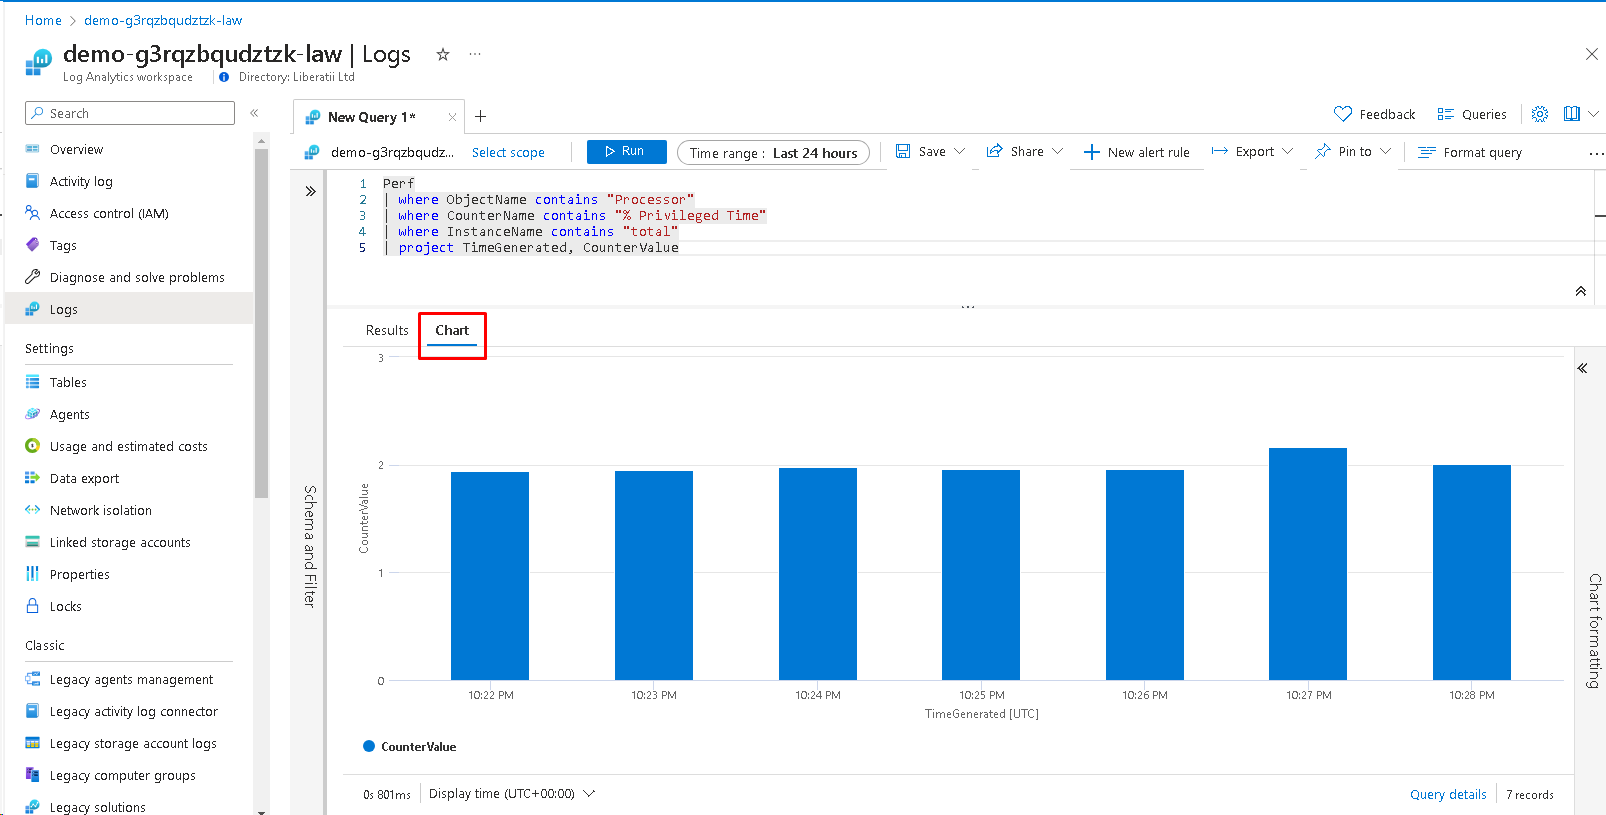 Home > demo-g3rqzbqudztzk-law
demo-g3rqzbqudztzk-law | Logs
Log Analytics workspace
Directory: Liberatii Ltd
Search
Overview
Activity log
Access control (IAM)
Tags
Diagnose and solve problems
Logs
Settings
Tables
Agents
Usage and estimated costs
Data export
Network isolation
Linked storage accounts
Properties
Locks
Classic
Legacy agents management
Legacy activity log connector
Legacy storage account logs
Legacy computer groups
Legacy solutions
New Query 1*
Feedback
Queries
demo-g3rqzbqudz...
Select scope
Run
Time range : Last 24 hours
Save
Share
New alert rule
Export
Pin to
Format query
1 Perf
2 | where ObjectName contains "Processor"
3 | where CounterName contains "% Privileged Time"
4 | where InstanceName contains "total"
5 | project TimeGenerated, CounterValue
Schema and Filter
Results
Chart
3
2
1
0
CounterValue
10:22 PM
10:23 PM
10:24 PM
10:25 PM
10:26 PM
10:27 PM
10:28 PM
TimeGenerated [UTC]
CounterValue
Chart formatting
0s 801ms
Display time (UTC+00:00)
Query details
7 records